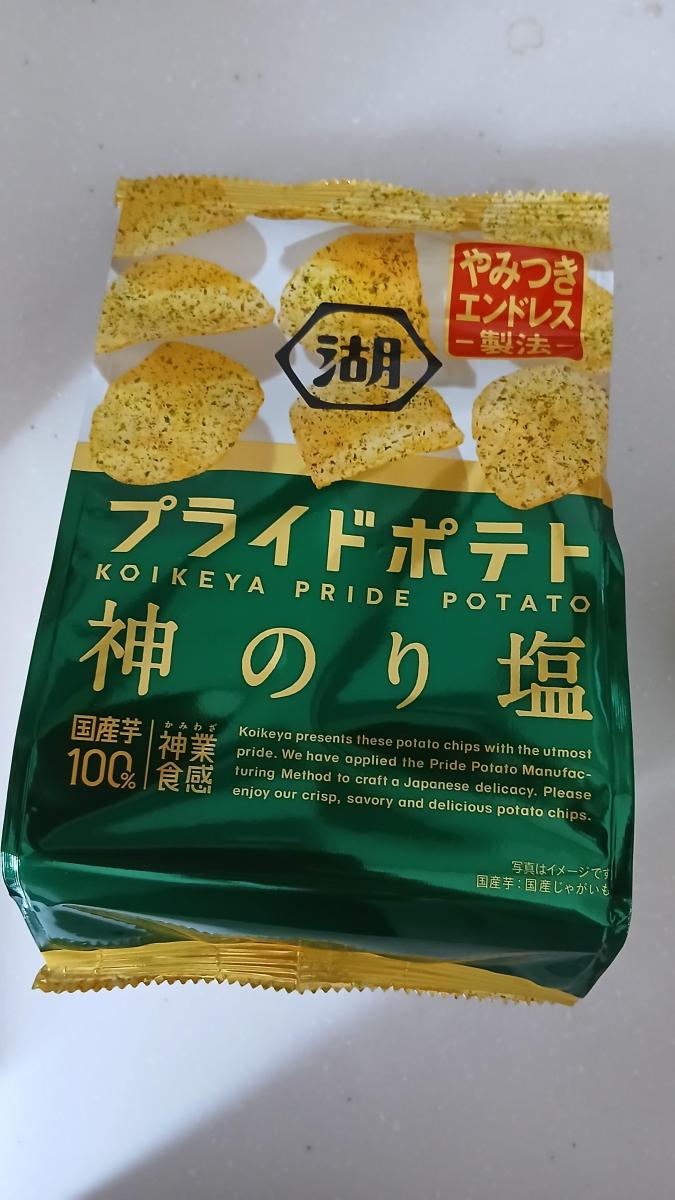 やみつき
エンドレス
製法
湖
プライドポテト
KOIKEYA PRIDE POTATO
神のり塩
国産芋
100%
かみわざ
神業
食感
Koikeya presents these potato chips with the utmost
pride. We have applied the Pride Potato Manufac-
turing Method to craft a Japanese delicacy. Please
enjoy our crisp, savory and delicious potato chips.
写真はイメージです
国産芋：国産じゃがいも